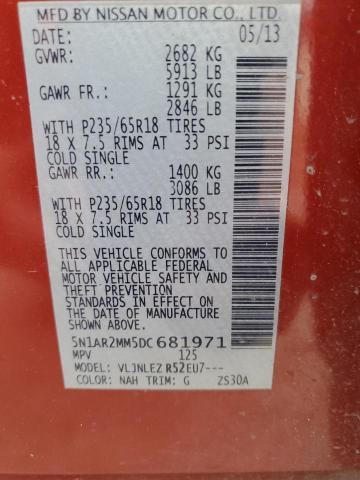 MFD BY NISSAN MOTOR CO., LTD.
DATE: 05/13
GVWR: 2682 KG
5913 LB
GAWR FR.: 1291 KG
2846 LB
WITH P235/65R18 TIRES
18 X 7.5 RIMS AT 33 PSI
COLD SINGLE
GAWR RR.: 1400 KG
3086 LB
WITH P235/65R18 TIRES
18 X 7.5 RIMS AT 33 PSI
COLD SINGLE
THIS VEHICLE CONFORMS TO
ALL APPLICABLE FEDERAL
MOTOR VEHICLE SAFETY AND
THEFT PREVENTION
STANDARDS IN EFFECT ON
THE DATE OF MANUFACTURE
SHOWN ABOVE.
5N1AR2MM5DC681971
MPV 125
MODEL: VLJNLEZ R52EU7---
COLOR: NAH TRIM: G ZS30A